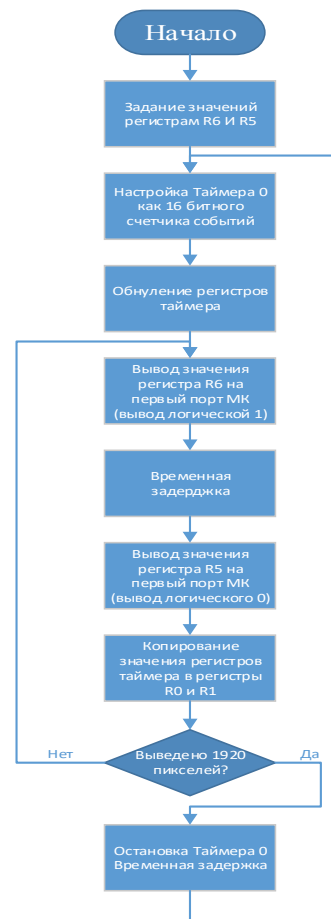 Начало
Задание значений
регистрам R6 И R5
Настройка Таймера 0
как 16 битного
счетчика событий
Обнуление регистров
таймера
Вывод значения
регистра R6 на
первый порт МК
(вывод логической 1)
Временная
задерджка
Вывод значения
регистра R5 на
первый порт МК
(вывод логического 0)
Копирование
значения регистров
таймера в регистры
R0 и R1
Нет
Выведено 1920
пикселей?
Да
Остановка Таймера 0
Временная задержка